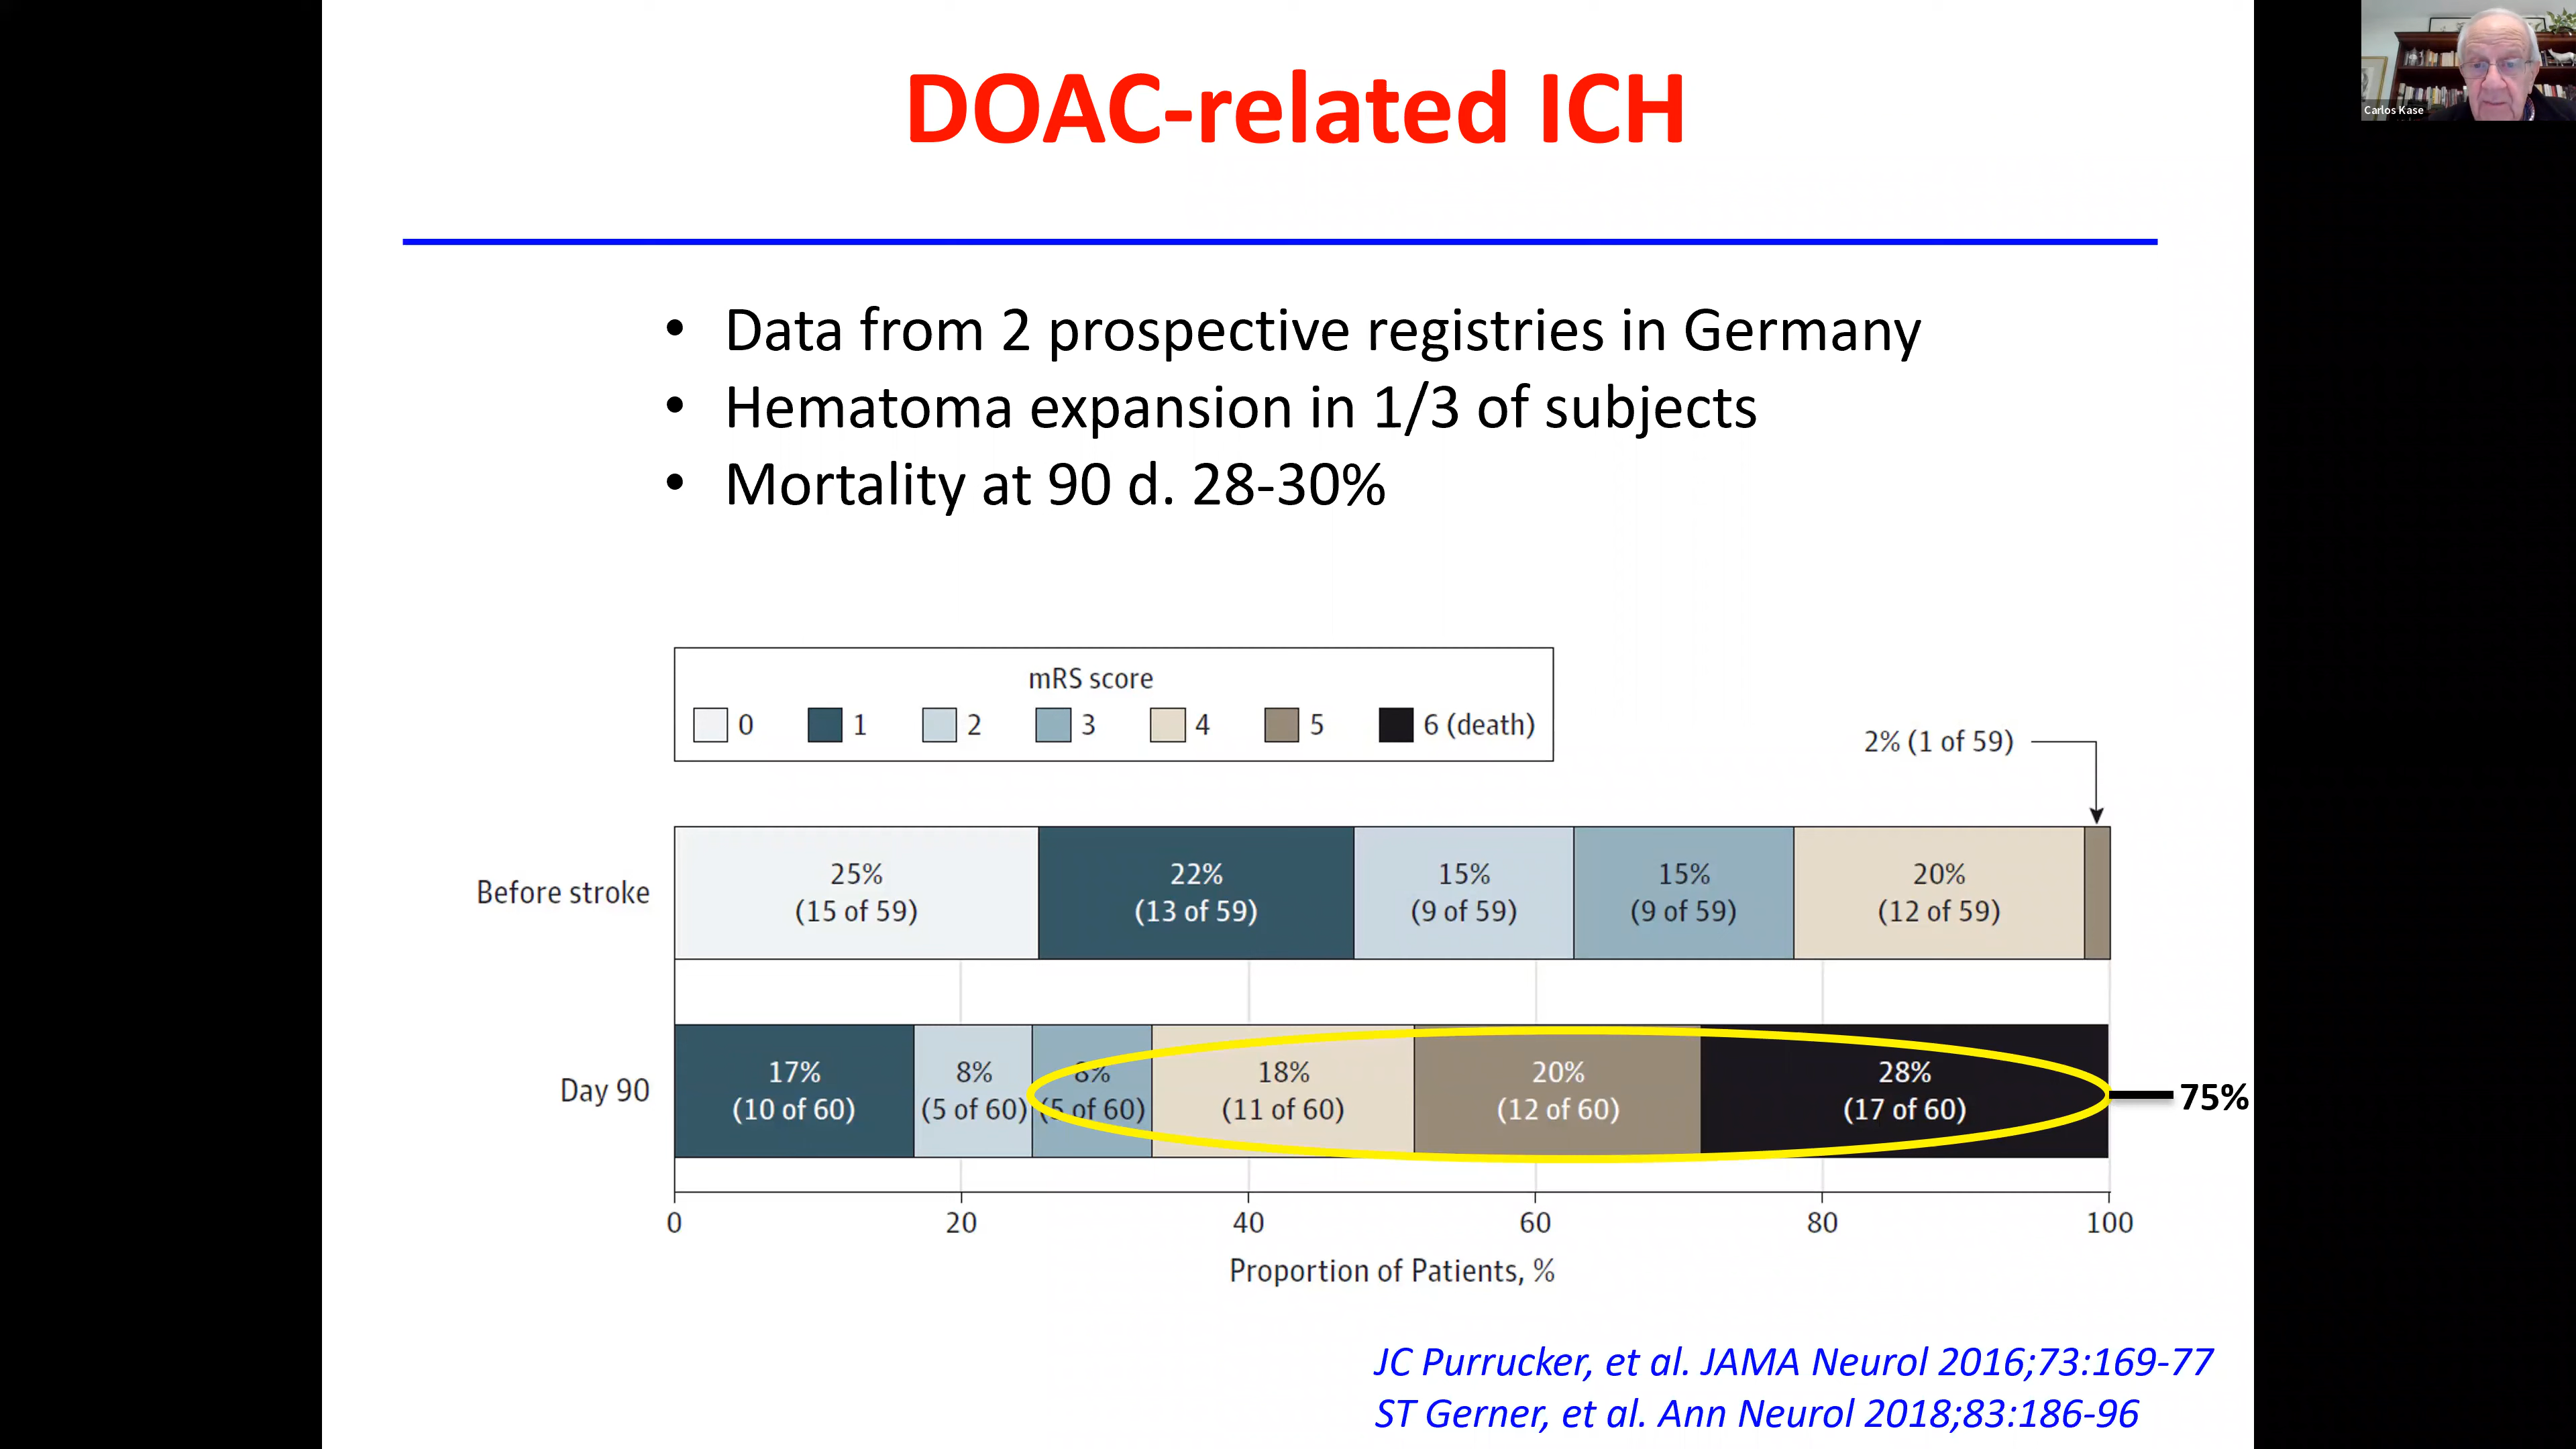 DOAC-related ICH
Carlos Kase
• Data from 2 prospective registries in Germany
• Hematoma expansion in 1/3 of subjects
• Mortality at 90 d. 28-30%
mRS score
0 1 2 3 4 5 6 (death)
2% (1 of 59)
Before stroke
25% 22% 15% 15% 20%
(15 of 59) (13 of 59) (9 of 59) (9 of 59) (12 of 59)
Day 90
17% 8% 8% 18% 20% 28%
(10 of 60) (5 of 60) (5 of 60) (11 of 60) (12 of 60) (17 of 60)
75%
0 20 40 60 80 100
Proportion of Patients, %
JC Purrucker, et al. JAMA Neurol 2016;73:169-77
ST Gerner, et al. Ann Neurol 2018;83:186-96